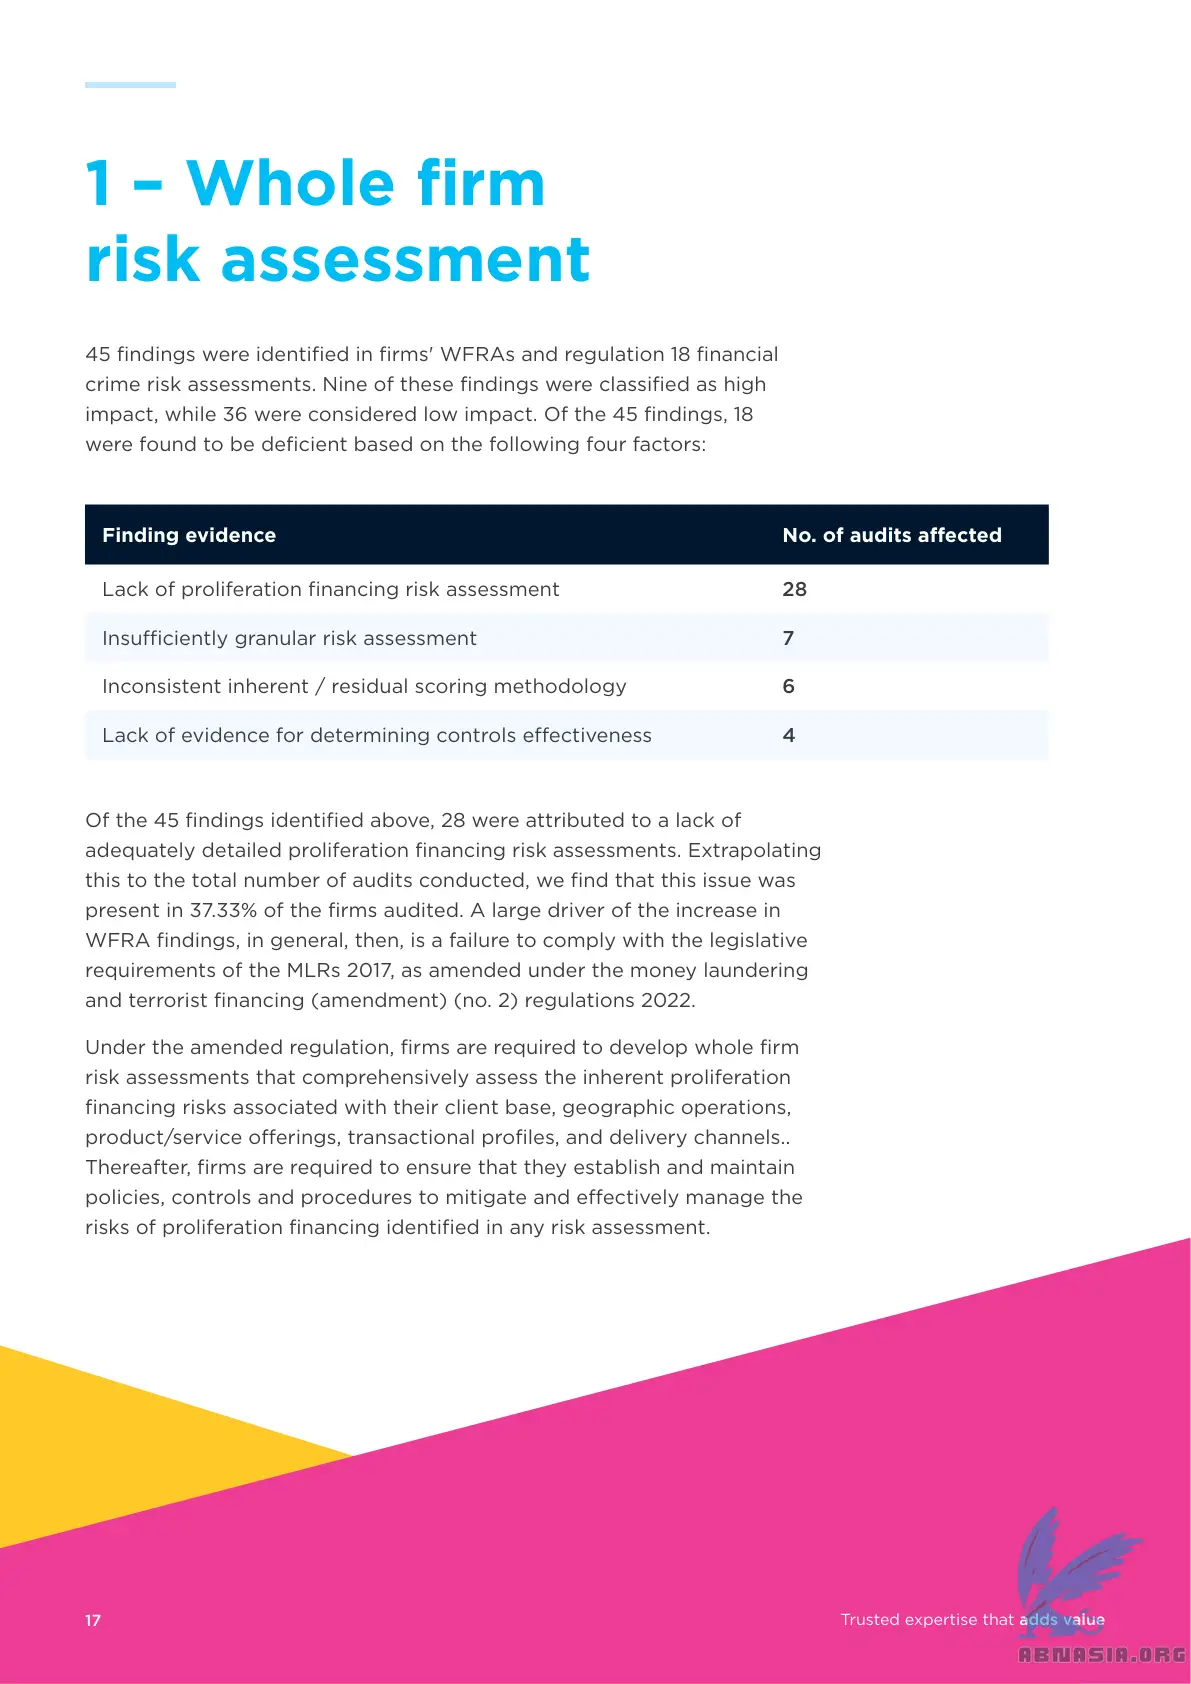 1 – Whole firm
risk assessment
45 findings were identified in firms' WFRAs and regulation 18 financial
crime risk assessments. Nine of these findings were classified as high
impact, while 36 were considered low impact. Of the 45 findings, 18
were found to be deficient based on the following four factors:
Finding evidence No. of audits affected
Lack of proliferation financing risk assessment 28
Insufficiently granular risk assessment 7
Inconsistent inherent / residual scoring methodology 6
Lack of evidence for determining controls effectiveness 4
Of the 45 findings identified above, 28 were attributed to a lack of
adequately detailed proliferation financing risk assessments. Extrapolating
this to the total number of audits conducted, we find that this issue was
present in 37.33% of the firms audited. A large driver of the increase in
WFRA findings, in general, then, is a failure to comply with the legislative
requirements of the MLRs 2017, as amended under the money laundering
and terrorist financing (amendment) (no. 2) regulations 2022.
Under the amended regulation, firms are required to develop whole firm
risk assessments that comprehensively assess the inherent proliferation
financing risks associated with their client base, geographic operations,
product/service offerings, transactional profiles, and delivery channels..
Thereafter, firms are required to ensure that they establish and maintain
policies, controls and procedures to mitigate and effectively manage the
risks of proliferation financing identified in any risk assessment.
17 Trusted expertise that adds value
ABNASIA.ORG